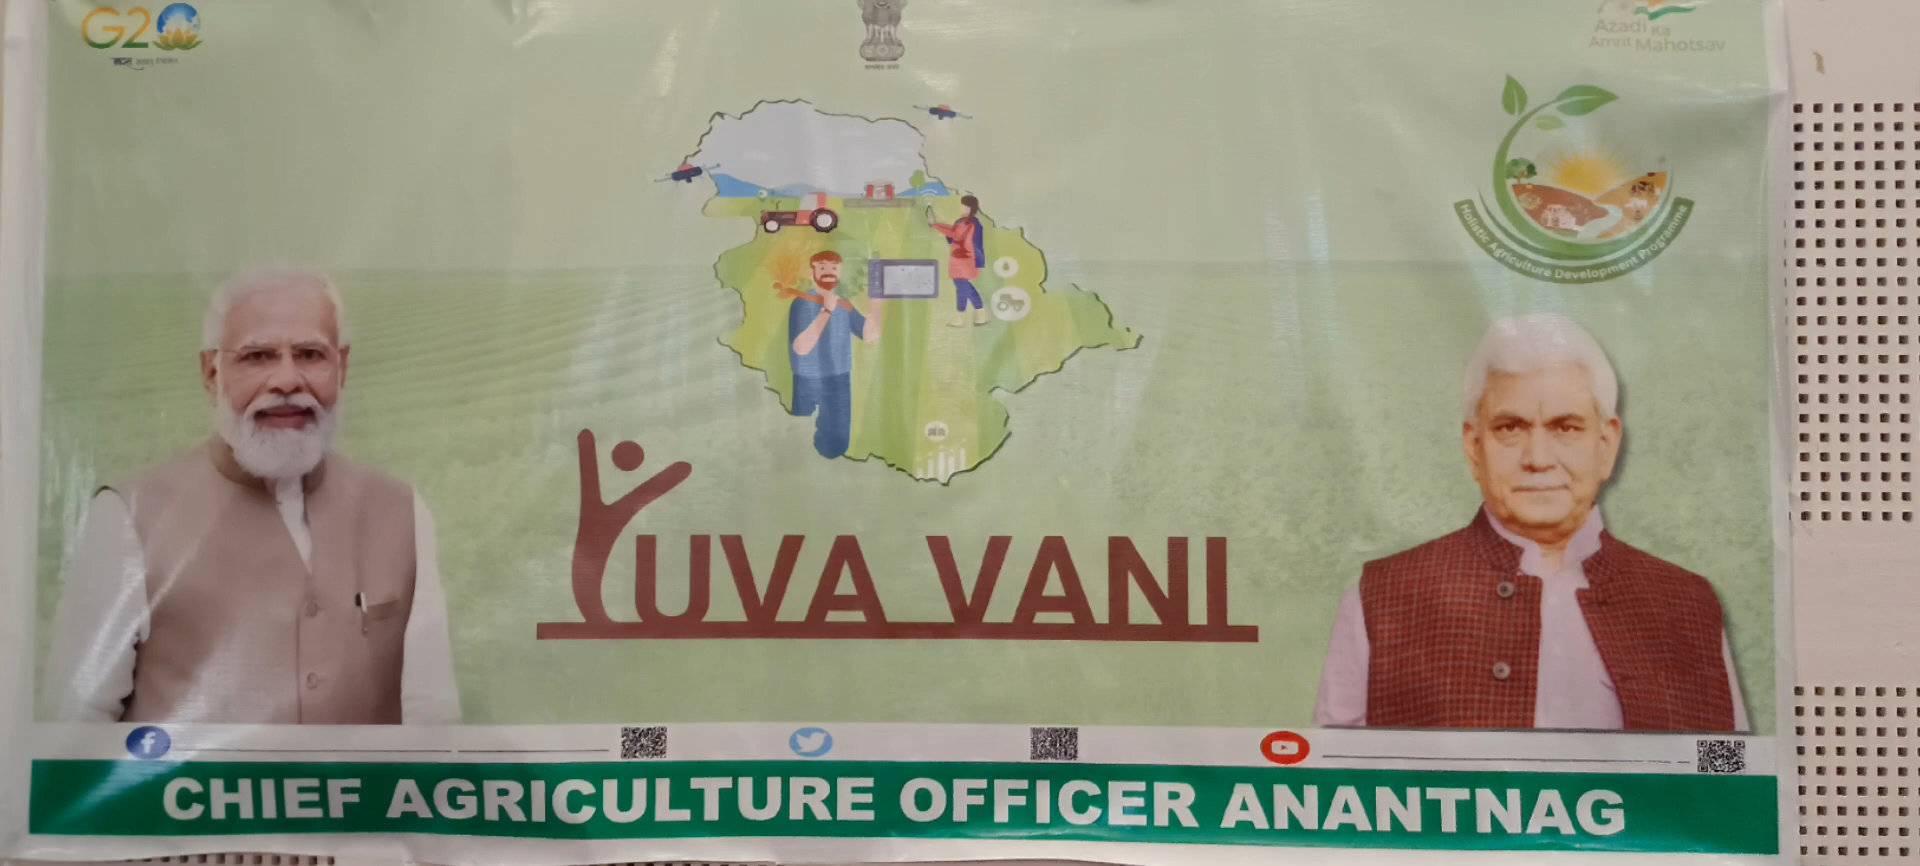 G20
Azadi Ka
Amrit Mahotsav
Holistic Agriculture Development Programme
YUVA VANI
CHIEF AGRICULTURE OFFICER ANANTNAG